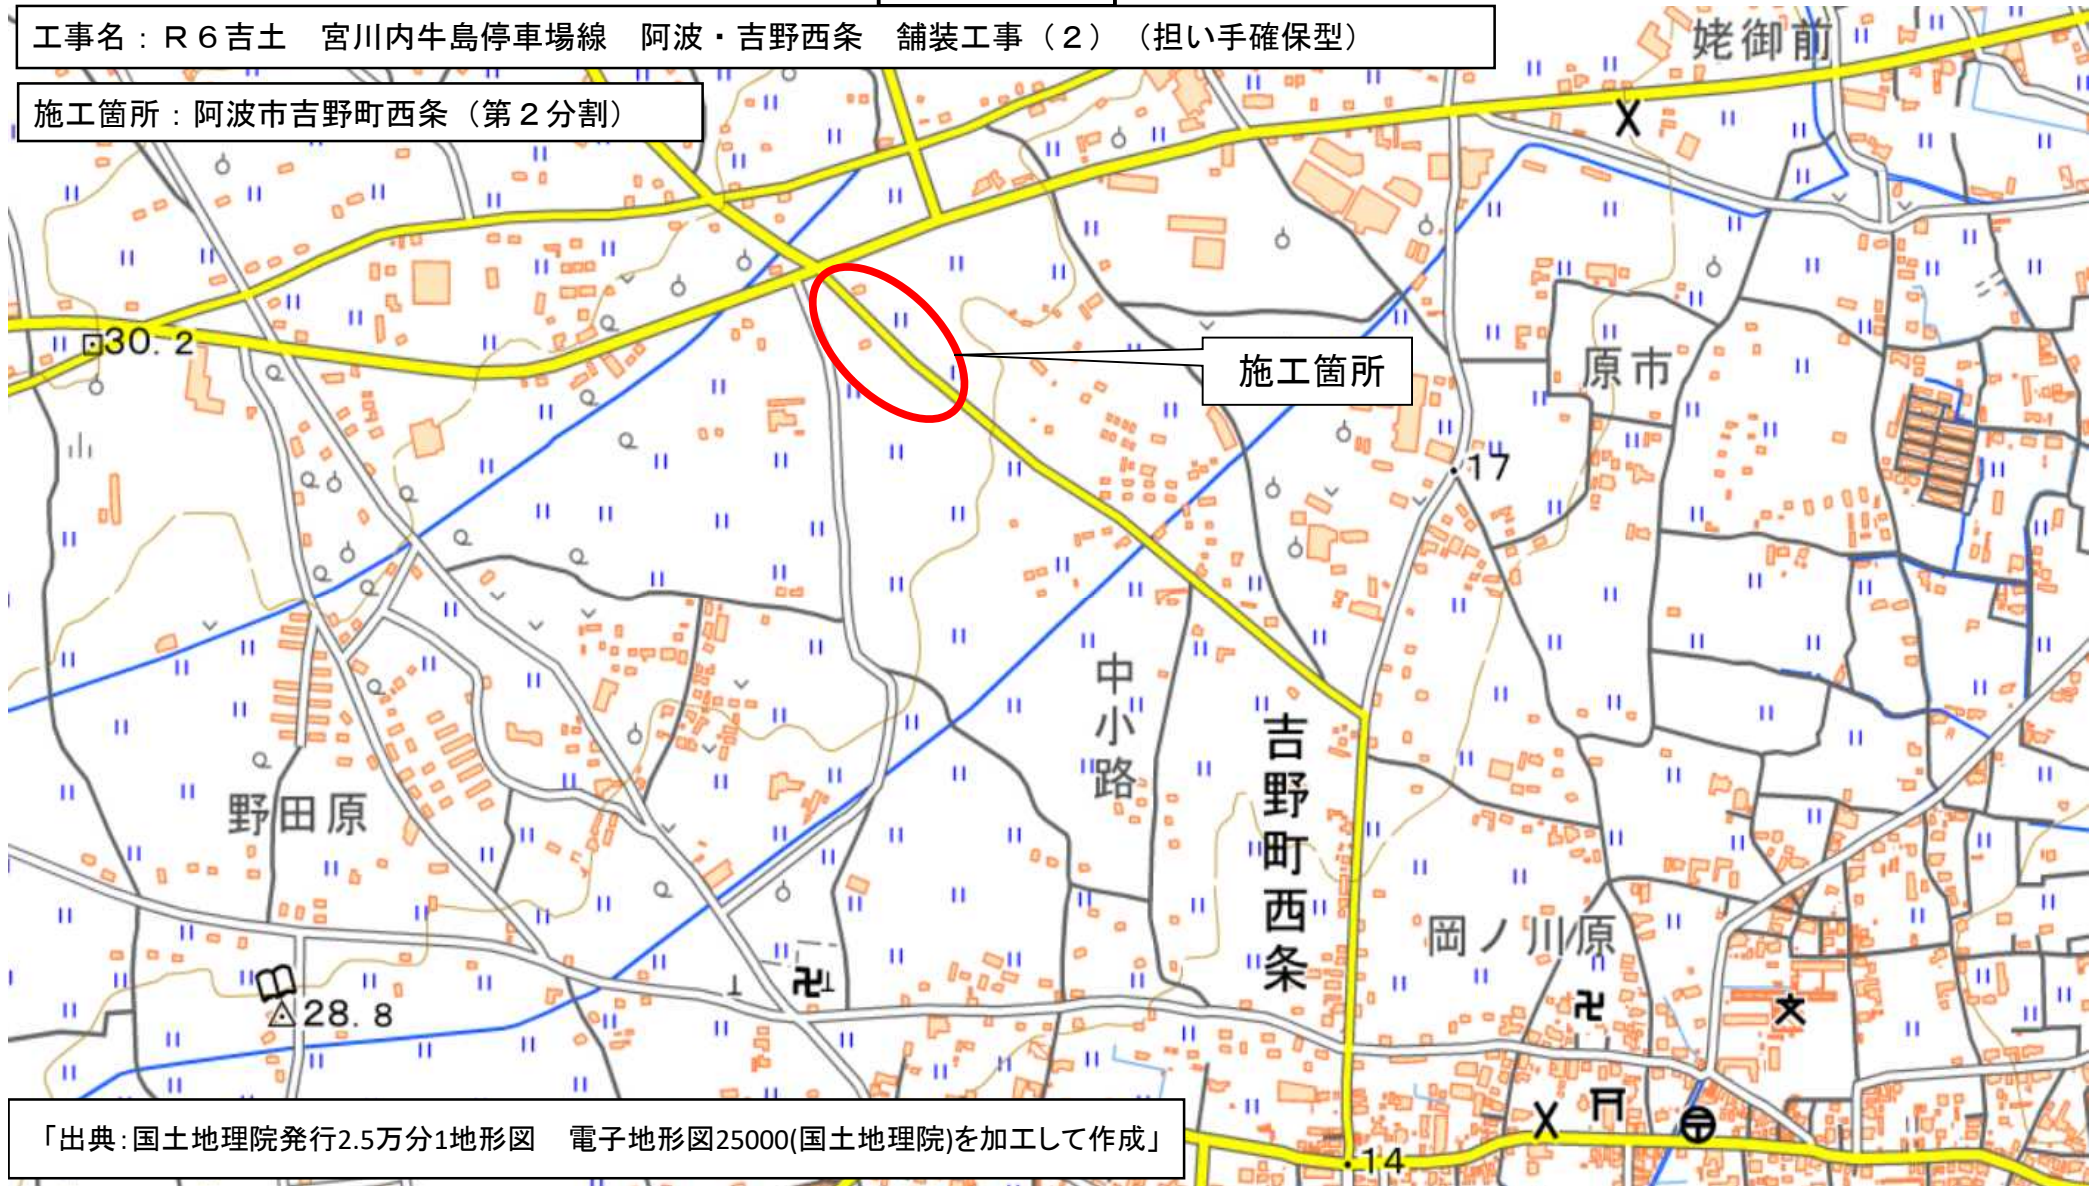 工事名：Ｒ６吉土　宮川内牛島停車場線　阿波・吉野西条　舗装工事（２）（担い手確保型）
施工箇所：阿波市吉野町西条（第２分割）
姥御前
30.2
施工箇所
原市
17
中小路
吉野町西条
野田原
岡ノ川原
28.8
「出典：国土地理院発行2.5万分1地形図　電子地形図25000(国土地理院)を加工して作成」
14